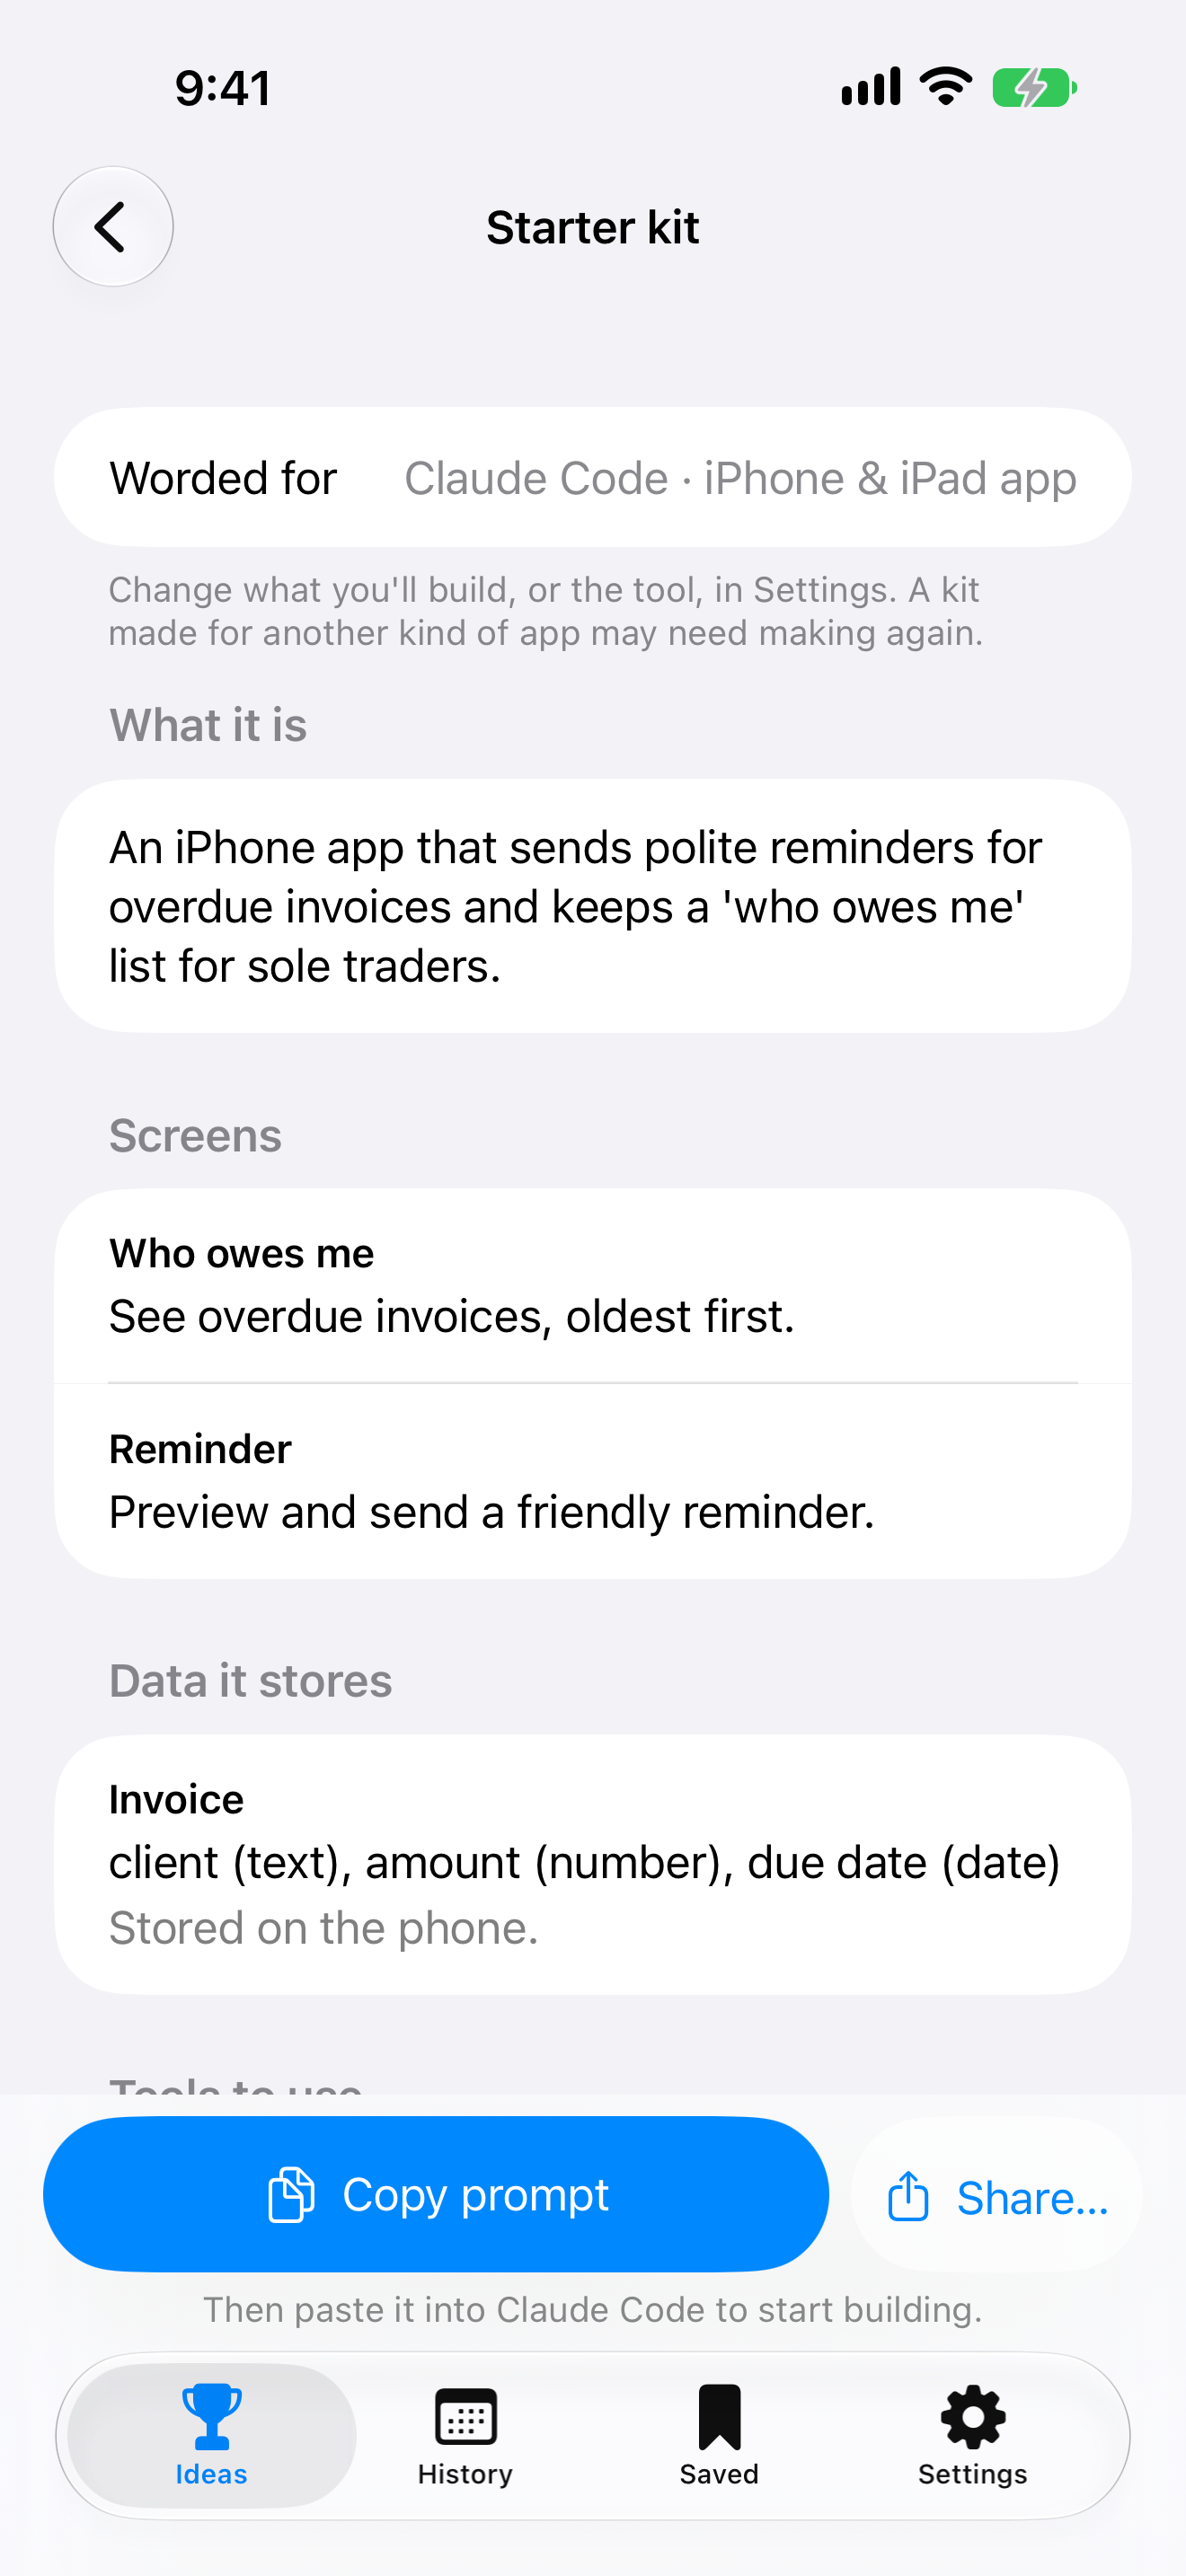 9:41
Starter kit
Worded for Claude Code · iPhone & iPad app
Change what you'll build, or the tool, in Settings. A kit
made for another kind of app may need making again.
What it is
An iPhone app that sends polite reminders for
overdue invoices and keeps a 'who owes me'
list for sole traders.
Screens
Who owes me
See overdue invoices, oldest first.
Reminder
Preview and send a friendly reminder.
Data it stores
Invoice
client (text), amount (number), due date (date)
Stored on the phone.
Tools to use
Copy prompt
Share...
Then paste it into Claude Code to start building.
Ideas
History
Saved
Settings